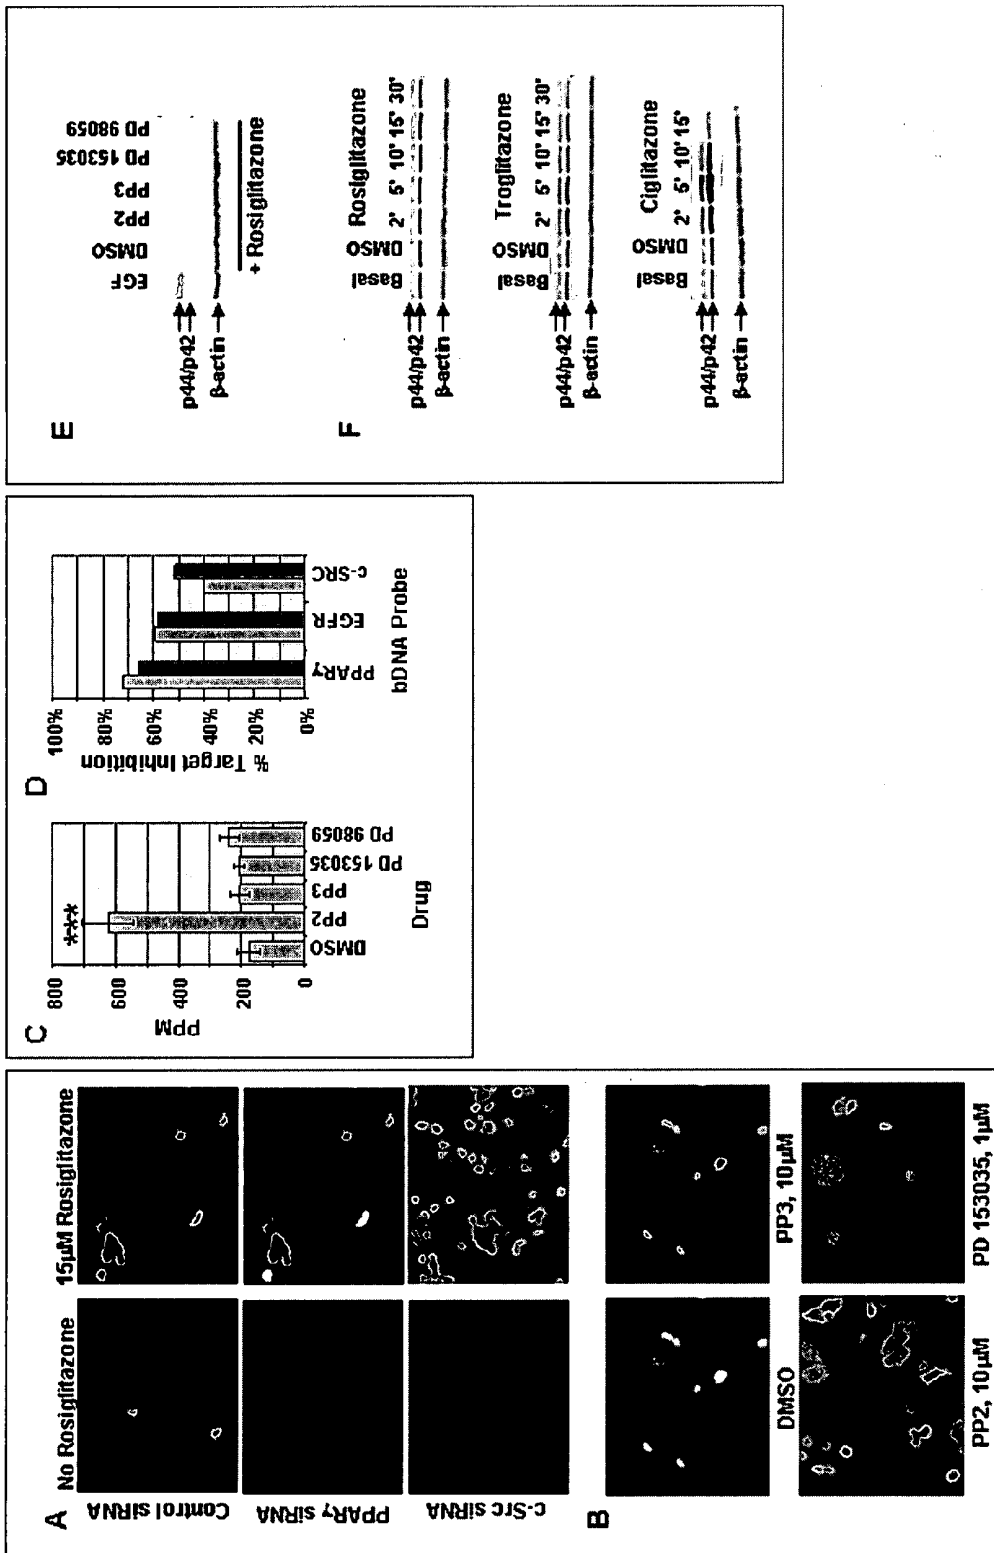 A
No Rosiglitazone
15µM Rosiglitazone
Control siRNA
PPARγ siRNA
c-Src siRNA
B
DMSO
PP3, 10µM
PP2, 10µM
PD 153035, 1µM
C
PPM
800
600
400
200
0
***
DMSO
PP2
PP3
PD 153035
PD 98059
Drug
D
% Target Inhibition
100%
80%
60%
40%
20%
0%
PPARγ
EGFR
c-SRC
bDNA Probe
E
EGF
DMSO
PP2
PP3
PD 153035
PD 98059
p44/p42
β-actin
+ Rosiglitazone
F
Rosiglitazone
Basal DMSO 2' 5' 10' 15' 30'
p44/p42
β-actin
Troglitazone
Basal DMSO 2' 5' 10' 15' 30'
p44/p42
β-actin
Ciglitazone
Basal DMSO 2' 5' 10' 15'
p44/p42
β-actin